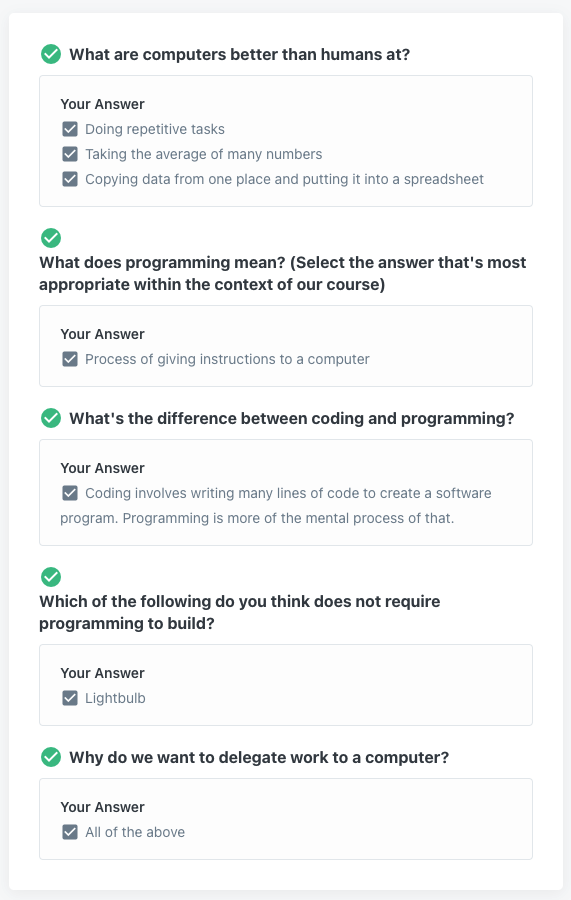 What are computers better than humans at?
Your Answer
Doing repetitive tasks
Taking the average of many numbers
Copying data from one place and putting it into a spreadsheet
What does programming mean? (Select the answer that's most
appropriate within the context of our course)
Your Answer
Process of giving instructions to a computer
What's the difference between coding and programming?
Your Answer
Coding involves writing many lines of code to create a software
program. Programming is more of the mental process of that.
Which of the following do you think does not require
programming to build?
Your Answer
Lightbulb
Why do we want to delegate work to a computer?
Your Answer
All of the above